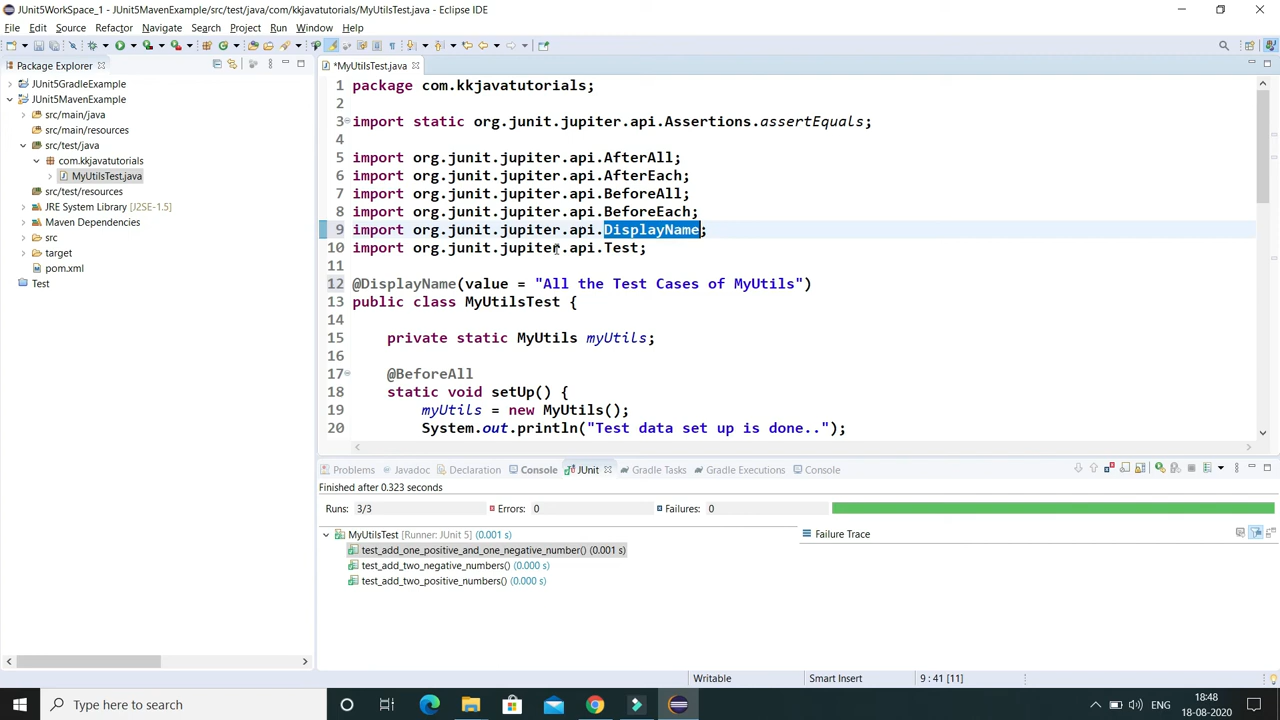 JUnit5WorkSpace_1 - JUnit5MavenExample/src/test/java/com/kkjavatutorials/MyUtilsTest.java - Eclipse IDE
File Edit Source Refactor Navigate Search Project Run Window Help
Package Explorer
*MyUtilsTest.java
JUnit5GradleExample
JUnit5MavenExample
src/main/java
src/main/resources
src/test/java
com.kkjavatutorials
MyUtilsTest.java
src/test/resources
JRE System Library [J2SE-1.5]
Maven Dependencies
src
target
pom.xml
Test
1 package com.kkjavatutorials;
2
3 import static org.junit.jupiter.api.Assertions.assertEquals;
4
5 import org.junit.jupiter.api.AfterAll;
6 import org.junit.jupiter.api.AfterEach;
7 import org.junit.jupiter.api.BeforeAll;
8 import org.junit.jupiter.api.BeforeEach;
9 import org.junit.jupiter.api.DisplayName;
10 import org.junit.jupiter.api.Test;
11
12 @DisplayName(value = "All the Test Cases of MyUtils")
13 public class MyUtilsTest {
14
15 private static MyUtils myUtils;
16
17 @BeforeAll
18 static void setUp() {
19 myUtils = new MyUtils();
20 System.out.println("Test data set up is done..");
Problems Javadoc Declaration Console JUnit Gradle Tasks Gradle Executions Console
Finished after 0.323 seconds
Runs: 3/3 Errors: 0 Failures: 0
MyUtilsTest [Runner: JUnit 5] (0.001 s)
test_add_one_positive_and_one_negative_number() (0.001 s)
test_add_two_negative_numbers() (0.000 s)
test_add_two_positive_numbers() (0.000 s)
Failure Trace
Writable Smart Insert 9 : 41 [11]
Type here to search
ENG
18:48
18-08-2020